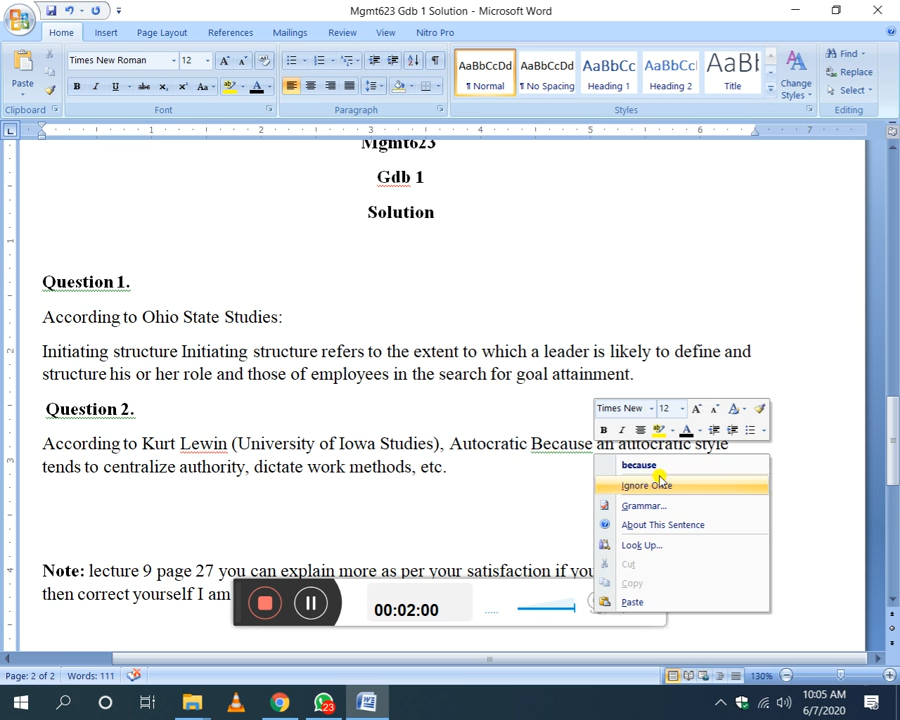 Mgmt623 Gdb 1 Solution - Microsoft Word
Home Insert Page Layout References Mailings Review View Nitro Pro
Paste
Times New Roman 12
AaBbCcDd AaBbCcDd AaBbCc AaBbCc AaBb
¶ Normal ¶ No Spacing Heading 1 Heading 2 Title
Change Styles
Find
Replace
Select
Clipboard Font Paragraph Styles Editing
1 2 3 4 5 6 7
Mgmt623
Gdb 1
Solution
Question 1.
According to Ohio State Studies:
Initiating structure Initiating structure refers to the extent to which a leader is likely to define and
structure his or her role and those of employees in the search for goal attainment.
Question 2.
According to Kurt Lewin (University of Iowa Studies), Autocratic Because an autocratic style
tends to centralize authority, dictate work methods, etc.
Times New 12
because
Ignore Once
Grammar...
About This Sentence
Look Up...
Cut
Copy
Paste
Note: lecture 9 page 27 you can explain more as per your satisfaction if you
then correct yourself I am
00:02:00
Page: 2 of 2 Words: 111 130%
23
10:05 AM
6/7/2020